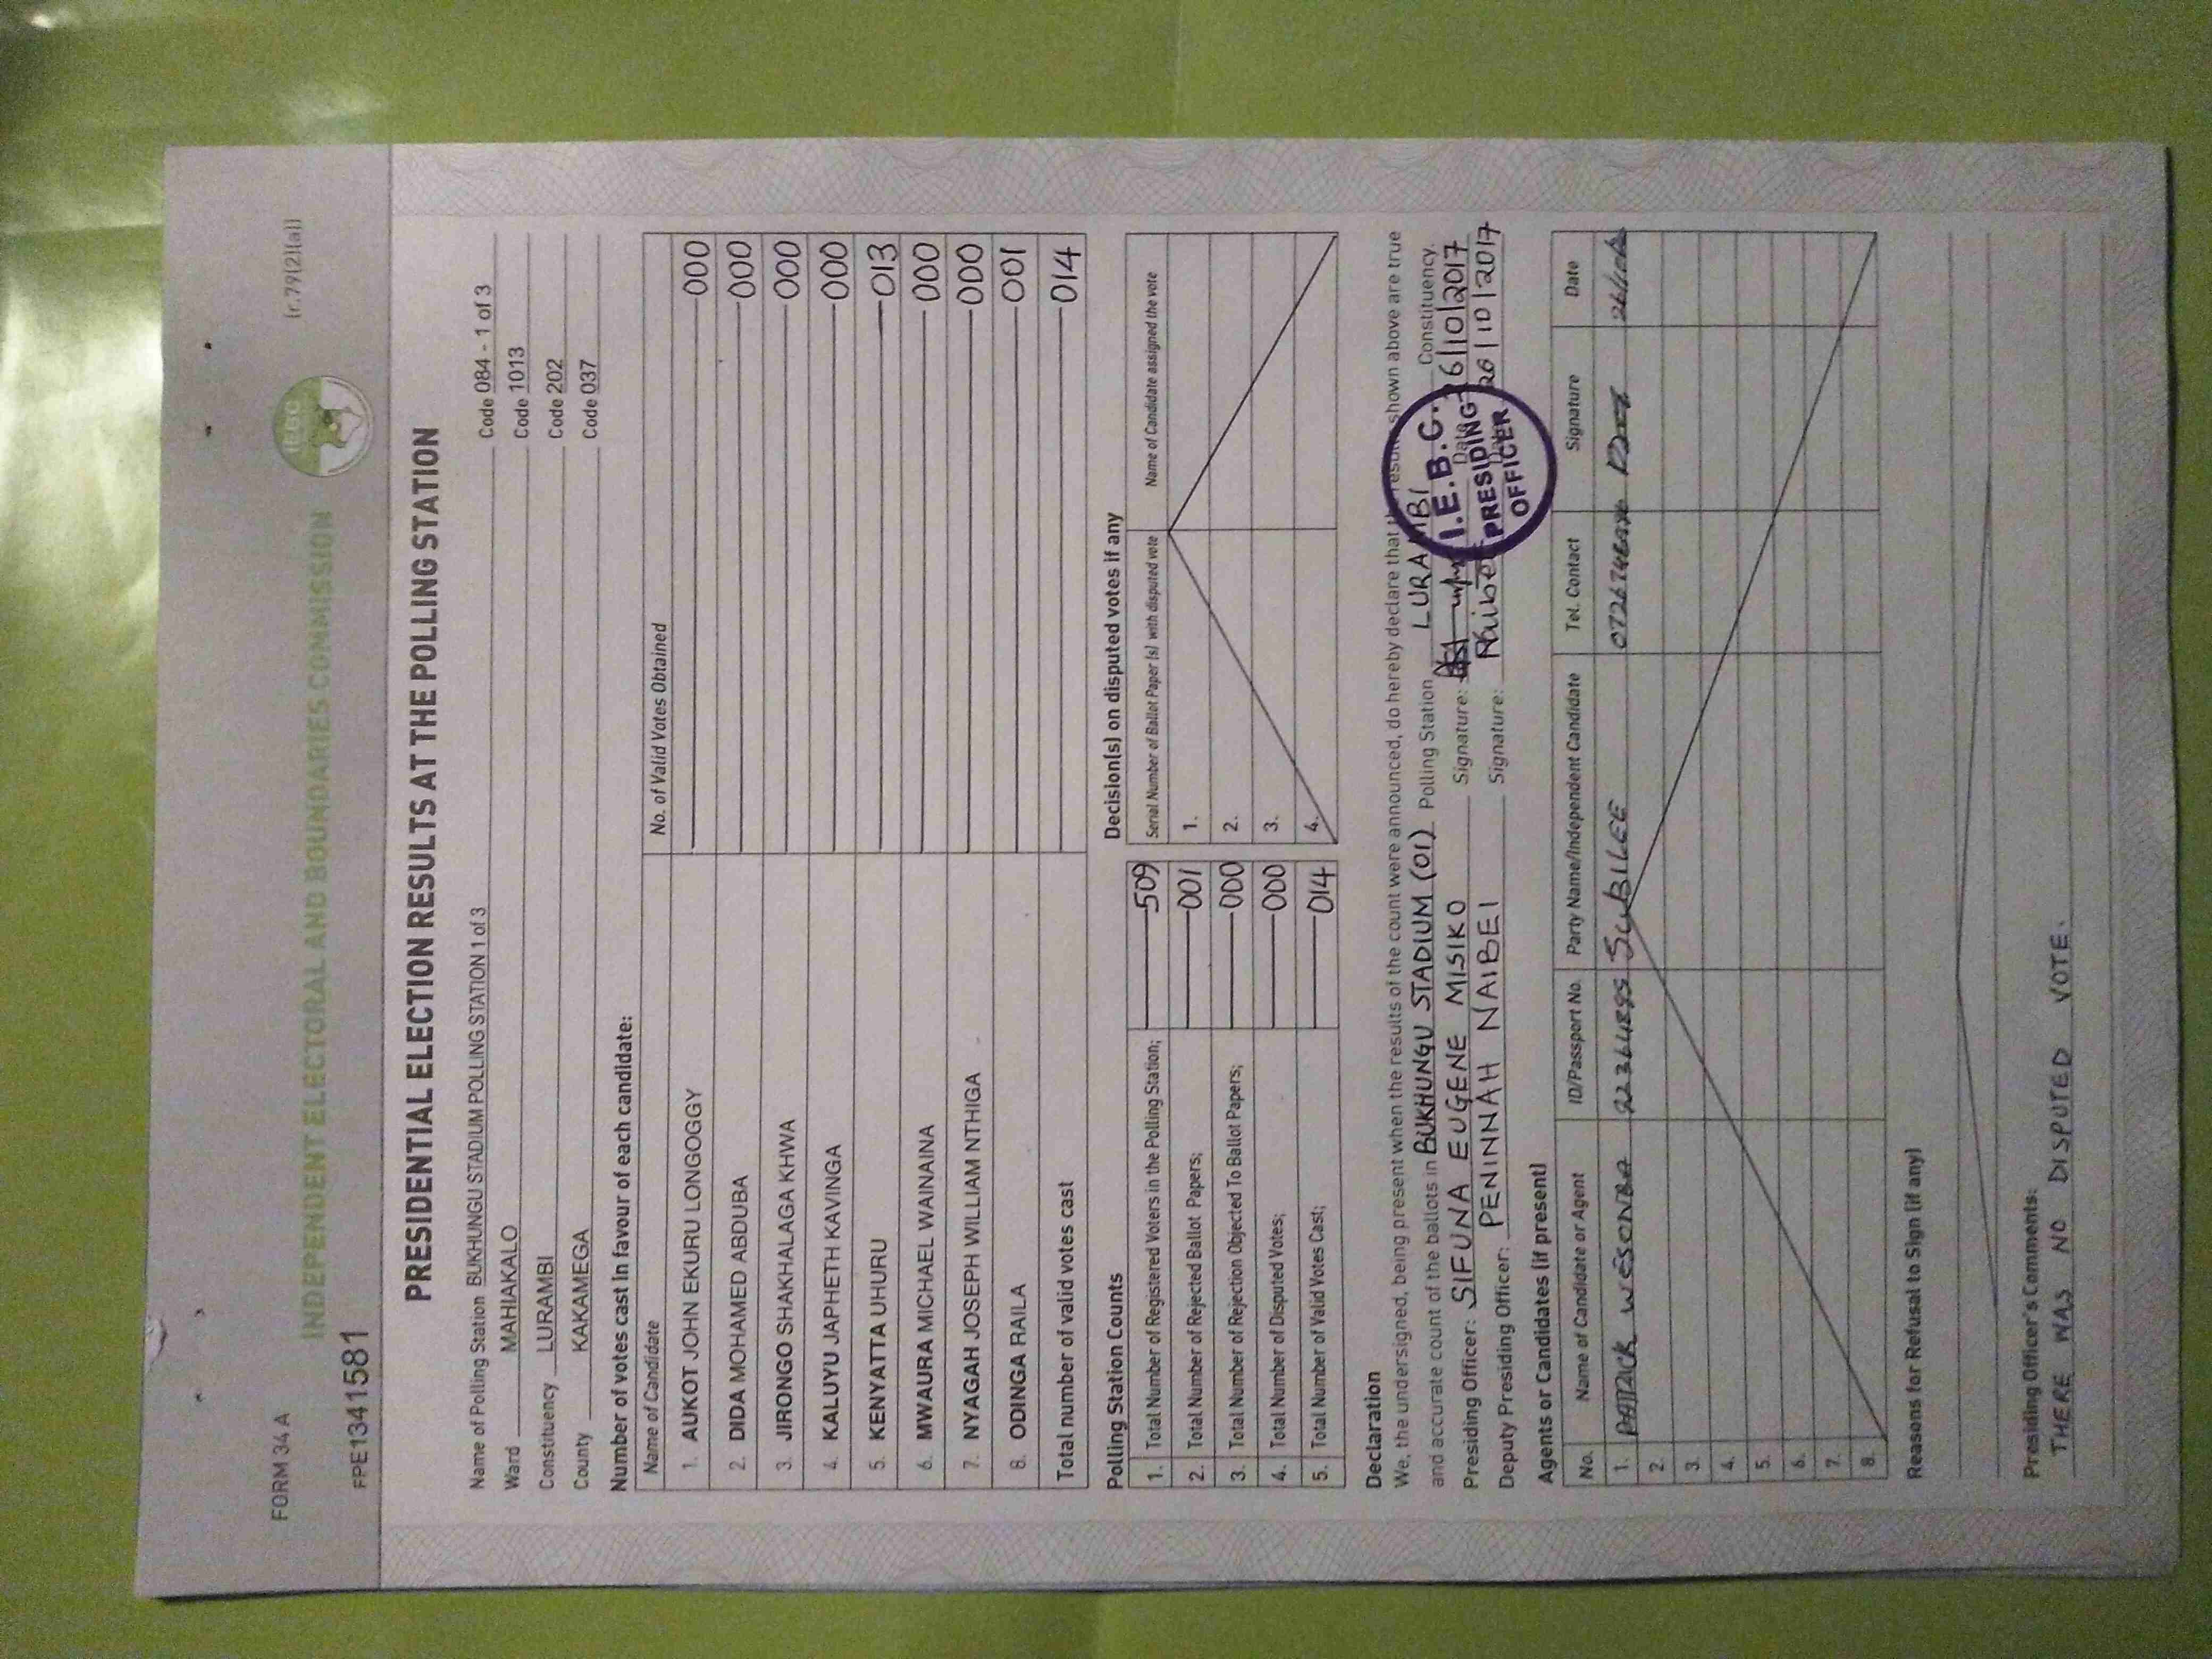 FORM 34 A
(r.79(2)(a))
IEBC
INDEPENDENT ELECTORAL AND BOUNDARIES COMMISSION
FPE1341581
PRESIDENTIAL ELECTION RESULTS AT THE POLLING STATION
Name of Polling Station BUKHUNGU STADIUM POLLING STATION 1 of 3 Code 084 - 1 of 3
Ward MAHIAKALO Code 1013
Constituency LURAMBI Code 202
County KAKAMEGA Code 037
Number of votes cast in favour of each candidate:
Name of Candidate No. of Valid Votes Obtained
1. AUKOT JOHN EKURU LONGOGGY 000
2. DIDA MOHAMED ABDUBA 000
3. JIRONGO SHAKHALAGA KHWA 000
4. KALUYU JAPHETH KAVINGA 000
5. KENYATTA UHURU 013
6. MWAURA MICHAEL WAINAINA 000
7. NYAGAH JOSEPH WILLIAM NTHIGA 000
8. ODINGA RAILA 001
Total number of valid votes cast 014
Polling Station Counts
1. Total Number of Registered Voters in the Polling Station; 509
2. Total Number of Rejected Ballot Papers; 001
3. Total Number of Rejection Objected To Ballot Papers; 000
4. Total Number of Disputed Votes; 000
5. Total Number of Valid Votes Cast; 014
Decision(s) on disputed votes if any
Serial Number of Ballot Paper (s) with disputed vote Name of Candidate assigned the vote
1.
2.
3.
4.
Declaration
We, the undersigned, being present when the results of the count were announced, do hereby declare that the results shown above are true
and accurate count of the ballots in BUKHUNGU STADIUM (01) Polling Station LURAMBI Constituency.
Presiding Officer: SIFUNA EUGENE MISIKO Signature: Date 26/10/2017
Deputy Presiding Officer: PENINNAH NAIBEI Signature: Naibei 26/10/2017
I.E.B.C.
PRESIDING
OFFICER
Agents or Candidates (if present)
No. Name of Candidate or Agent ID/Passport No. Party Name/Independent Candidate Tel. Contact Signature Date
1. PATRICK WESONGA 22364895 JUBILEE
2.
3.
4.
5.
6.
7.
8.
Reasons for Refusal to Sign (if any)
Presiding Officer's Comments:
THERE WAS NO DISPUTED VOTE.